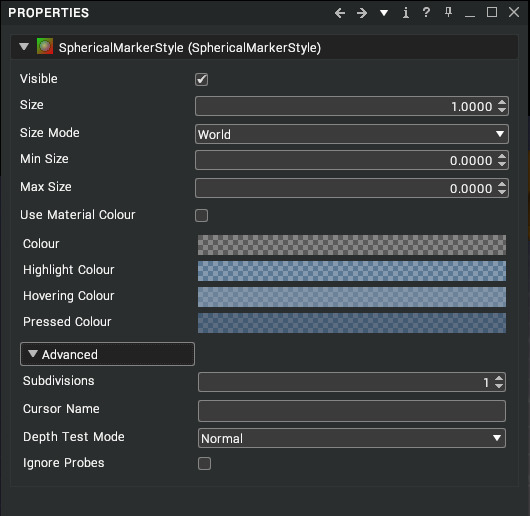 PROPERTIES
SphericalMarkerStyle (SphericalMarkerStyle)
Visible
Size 1.0000
Size Mode World
Min Size 0.0000
Max Size 0.0000
Use Material Colour
Colour
Highlight Colour
Hovering Colour
Pressed Colour
Advanced
Subdivisions 1
Cursor Name
Depth Test Mode Normal
Ignore Probes